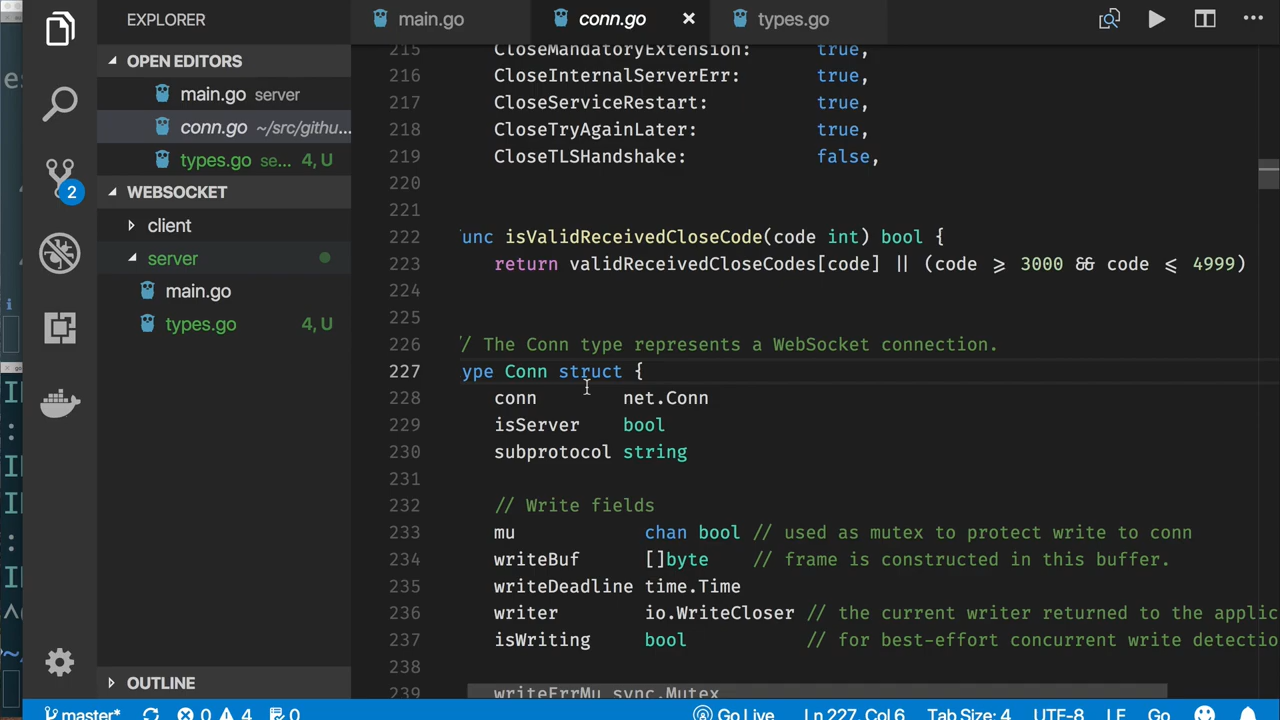 EXPLORER
OPEN EDITORS
main.go server
conn.go ~/src/githu...
types.go se... 4, U
WEBSOCKET
client
server
main.go
types.go 4, U
OUTLINE
2
main.go conn.go × types.go
215 CloseMandatoryExtension: true,
216 CloseInternalServerErr: true,
217 CloseServiceRestart: true,
218 CloseTryAgainLater: true,
219 CloseTLSHandshake: false,
220
221
222 unc isValidReceivedCloseCode(code int) bool {
223 return validReceivedCloseCodes[code] || (code ⩾ 3000 && code ⩽ 4999)
224
225
226 / The Conn type represents a WebSocket connection.
227 ype Conn struct {
228 conn net.Conn
229 isServer bool
230 subprotocol string
231
232 // Write fields
233 mu chan bool // used as mutex to protect write to conn
234 writeBuf []byte // frame is constructed in this buffer.
235 writeDeadline time.Time
236 writer io.WriteCloser // the current writer returned to the applic
237 isWriting bool // for best-effort concurrent write detectio
238
239 writeErrMu sync.Mutex
master* 0 4 0 Go Live Ln 227, Col 6 Tab Size: 4 UTF-8 LF Go